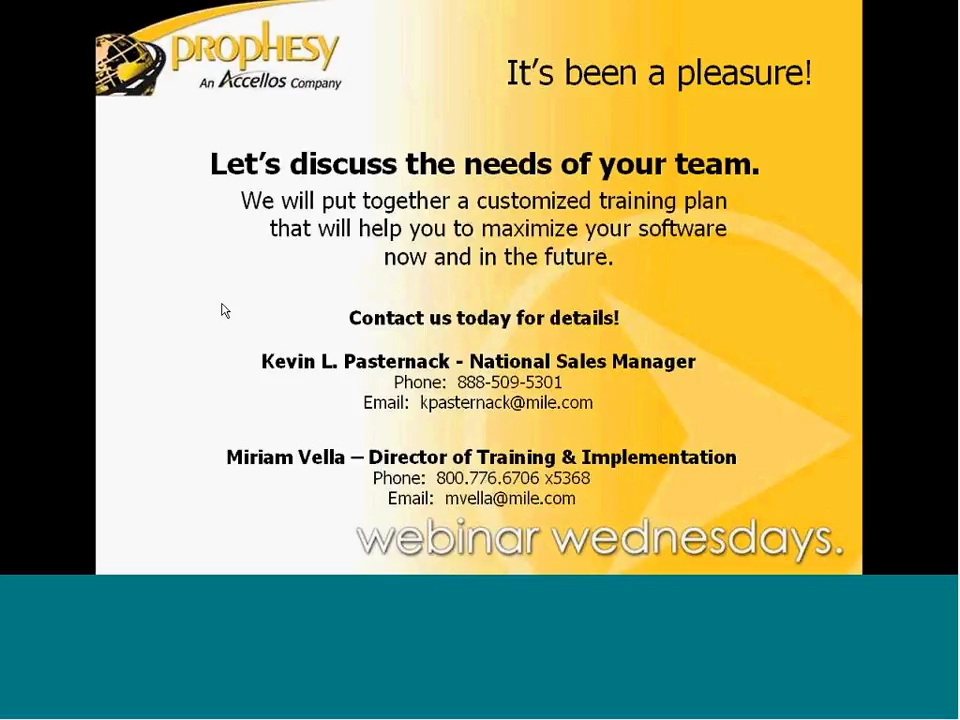 PROPHESY
An Accellos Company
It's been a pleasure!
Let's discuss the needs of your team.
We will put together a customized training plan
that will help you to maximize your software
now and in the future.
Contact us today for details!
Kevin L. Pasternack - National Sales Manager
Phone: 888-509-5301
Email: kpasternack@mile.com
Miriam Vella – Director of Training & Implementation
Phone: 800.776.6706 x5368
Email: mvella@mile.com
webinar wednesdays.